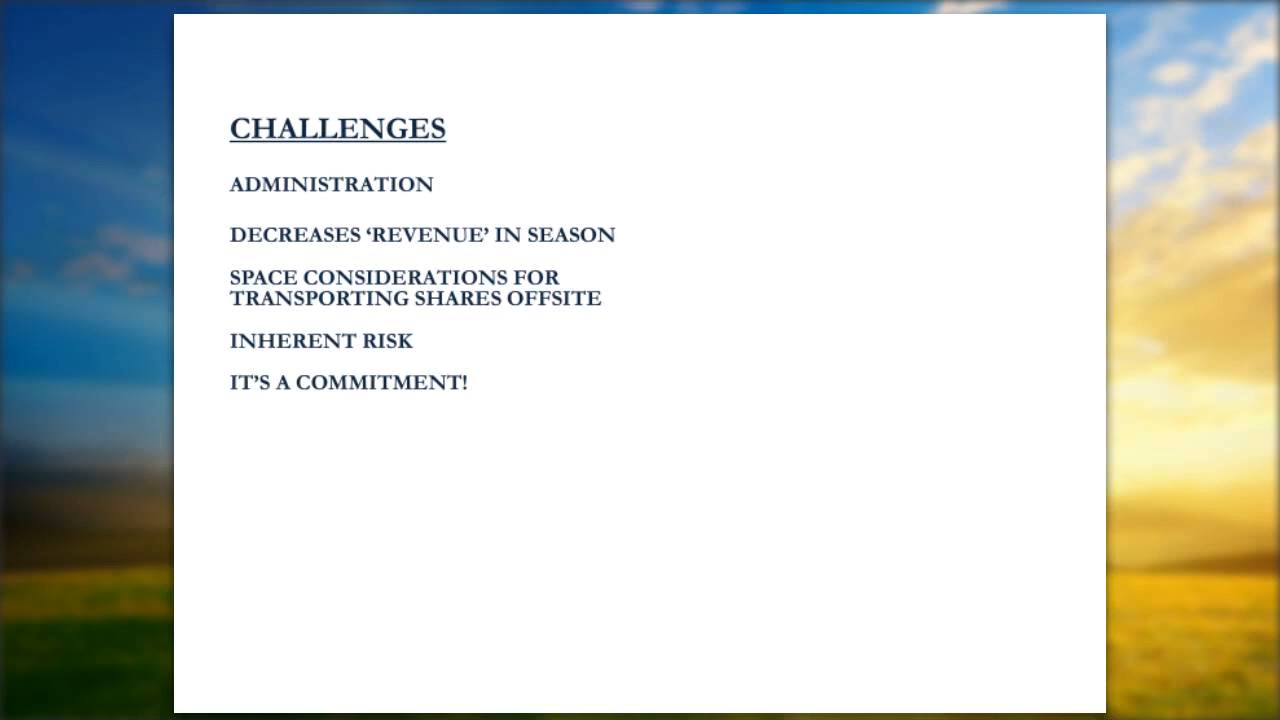 CHALLENGES
ADMINISTRATION
DECREASES ‘REVENUE’ IN SEASON
SPACE CONSIDERATIONS FOR
TRANSPORTING SHARES OFFSITE
INHERENT RISK
IT’S A COMMITMENT!